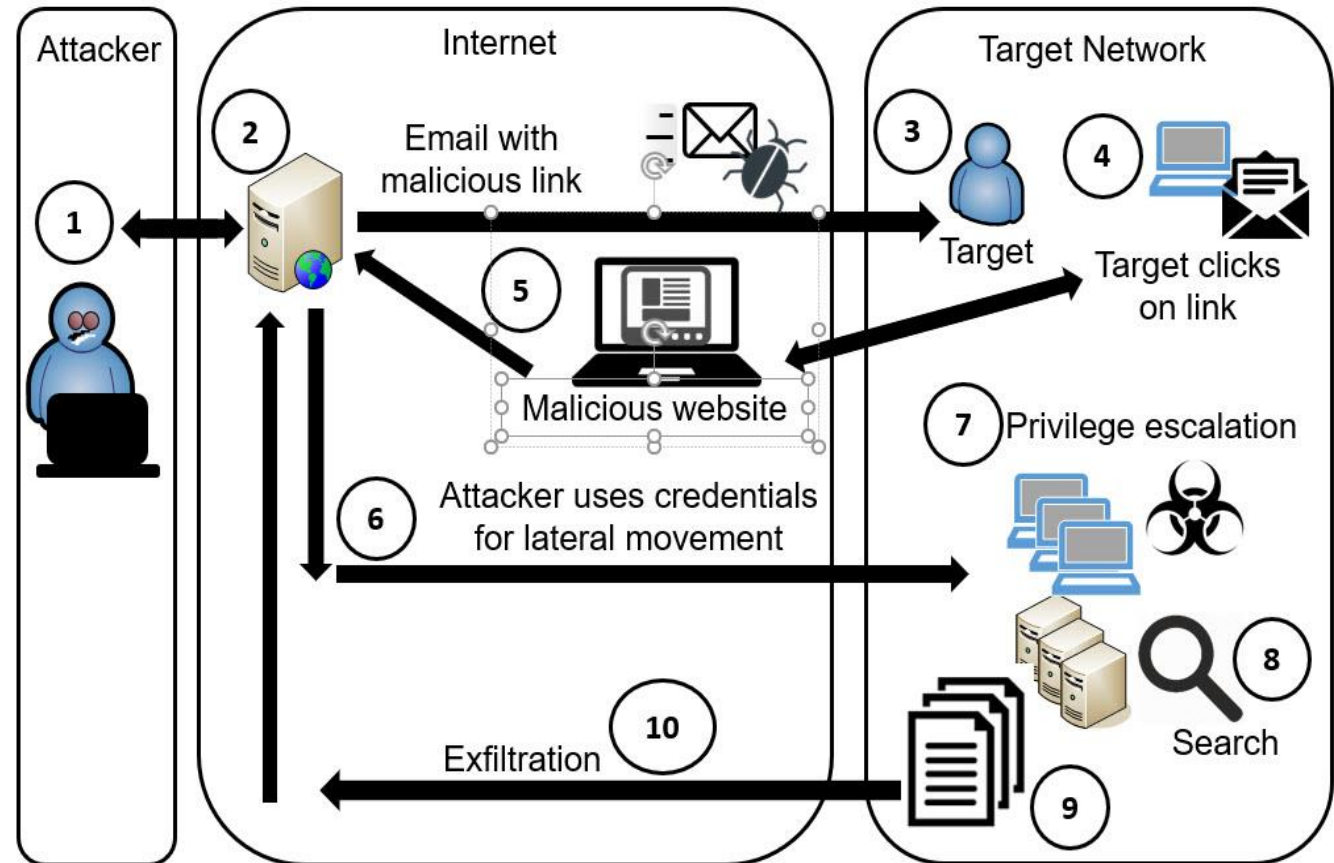 Attacker
Internet
Target Network
1
2
Email with
malicious link
3
Target
4
Target clicks
on link
5
Malicious website
6
Attacker uses credentials
for lateral movement
7
Privilege escalation
8
Search
9
10
Exfiltration